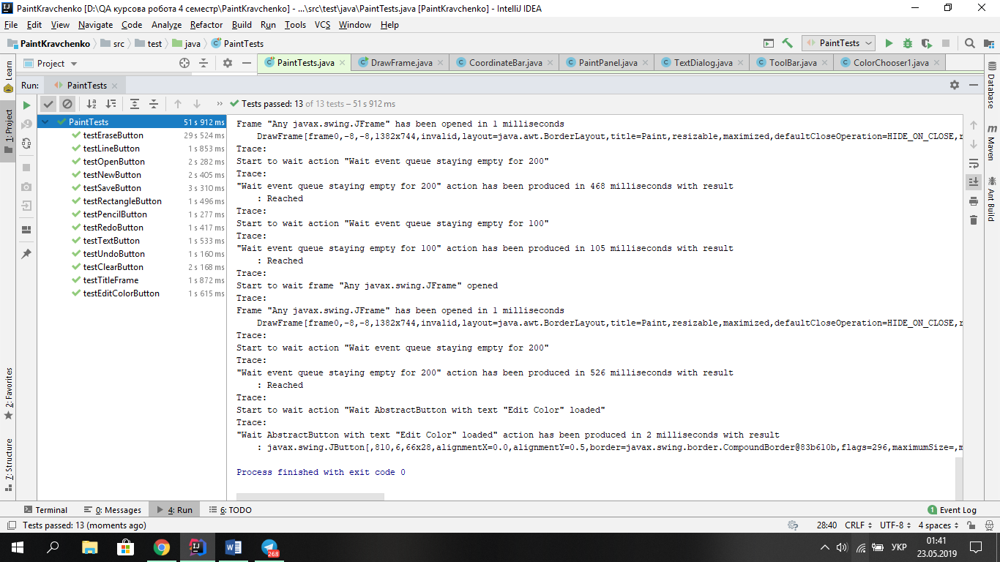 PaintKravchenko [D:\QA курсова робота 4 семестр\PaintKravchenko] - ...\src\test\java\PaintTests.java [PaintKravchenko] - IntelliJ IDEA
File Edit View Navigate Code Analyze Refactor Build Run Tools VCS Window Help
PaintKravchenko src test java PaintTests PaintTests
Learn
1: Project
2: Favorites
7: Structure
Project PaintTests.java DrawFrame.java CoordinateBar.java PaintPanel.java TextDialog.java ToolBar.java ColorChooser1.java
Run: PaintTests
Tests passed: 13 of 13 tests – 51 s 912 ms
PaintTests 51 s 912 ms
testEraseButton 29 s 524 ms
testLineButton 1 s 853 ms
testOpenButton 2 s 282 ms
testNewButton 2 s 405 ms
testSaveButton 3 s 310 ms
testRectangleButton 1 s 496 ms
testPencilButton 1 s 277 ms
testRedoButton 1 s 417 ms
testTextButton 1 s 533 ms
testUndoButton 1 s 160 ms
testClearButton 2 s 168 ms
testTitleFrame 1 s 872 ms
testEditColorButton 1 s 615 ms
Frame "Any javax.swing.JFrame" has been opened in 1 milliseconds
DrawFrame[frame0,-8,-8,1382x744,invalid,layout=java.awt.BorderLayout,title=Paint,resizable,maximized,defaultCloseOperation=HIDE_ON_CLOSE,
Trace:
Start to wait action "Wait event queue staying empty for 200"
Trace:
"Wait event queue staying empty for 200" action has been produced in 468 milliseconds with result
: Reached
Trace:
Start to wait action "Wait event queue staying empty for 100"
Trace:
"Wait event queue staying empty for 100" action has been produced in 105 milliseconds with result
: Reached
Trace:
Start to wait frame "Any javax.swing.JFrame" opened
Trace:
Frame "Any javax.swing.JFrame" has been opened in 1 milliseconds
DrawFrame[frame0,-8,-8,1382x744,invalid,layout=java.awt.BorderLayout,title=Paint,resizable,maximized,defaultCloseOperation=HIDE_ON_CLOSE,
Trace:
Start to wait action "Wait event queue staying empty for 200"
Trace:
"Wait event queue staying empty for 200" action has been produced in 526 milliseconds with result
: Reached
Trace:
Start to wait action "Wait AbstractButton with text "Edit Color" loaded"
Trace:
"Wait AbstractButton with text "Edit Color" loaded" action has been produced in 2 milliseconds with result
: javax.swing.JButton[,810,6,66x28,alignmentX=0.0,alignmentY=0.5,border=javax.swing.border.CompoundBorder@83b610b,flags=296,maximumSize=,
Process finished with exit code 0
Database
Maven
Ant Build
Terminal 0: Messages 4: Run 6: TODO 1 Event Log
Tests passed: 13 (moments ago) 28:40 CRLF UTF-8 4 spaces
268 УКР 01:41
23.05.2019